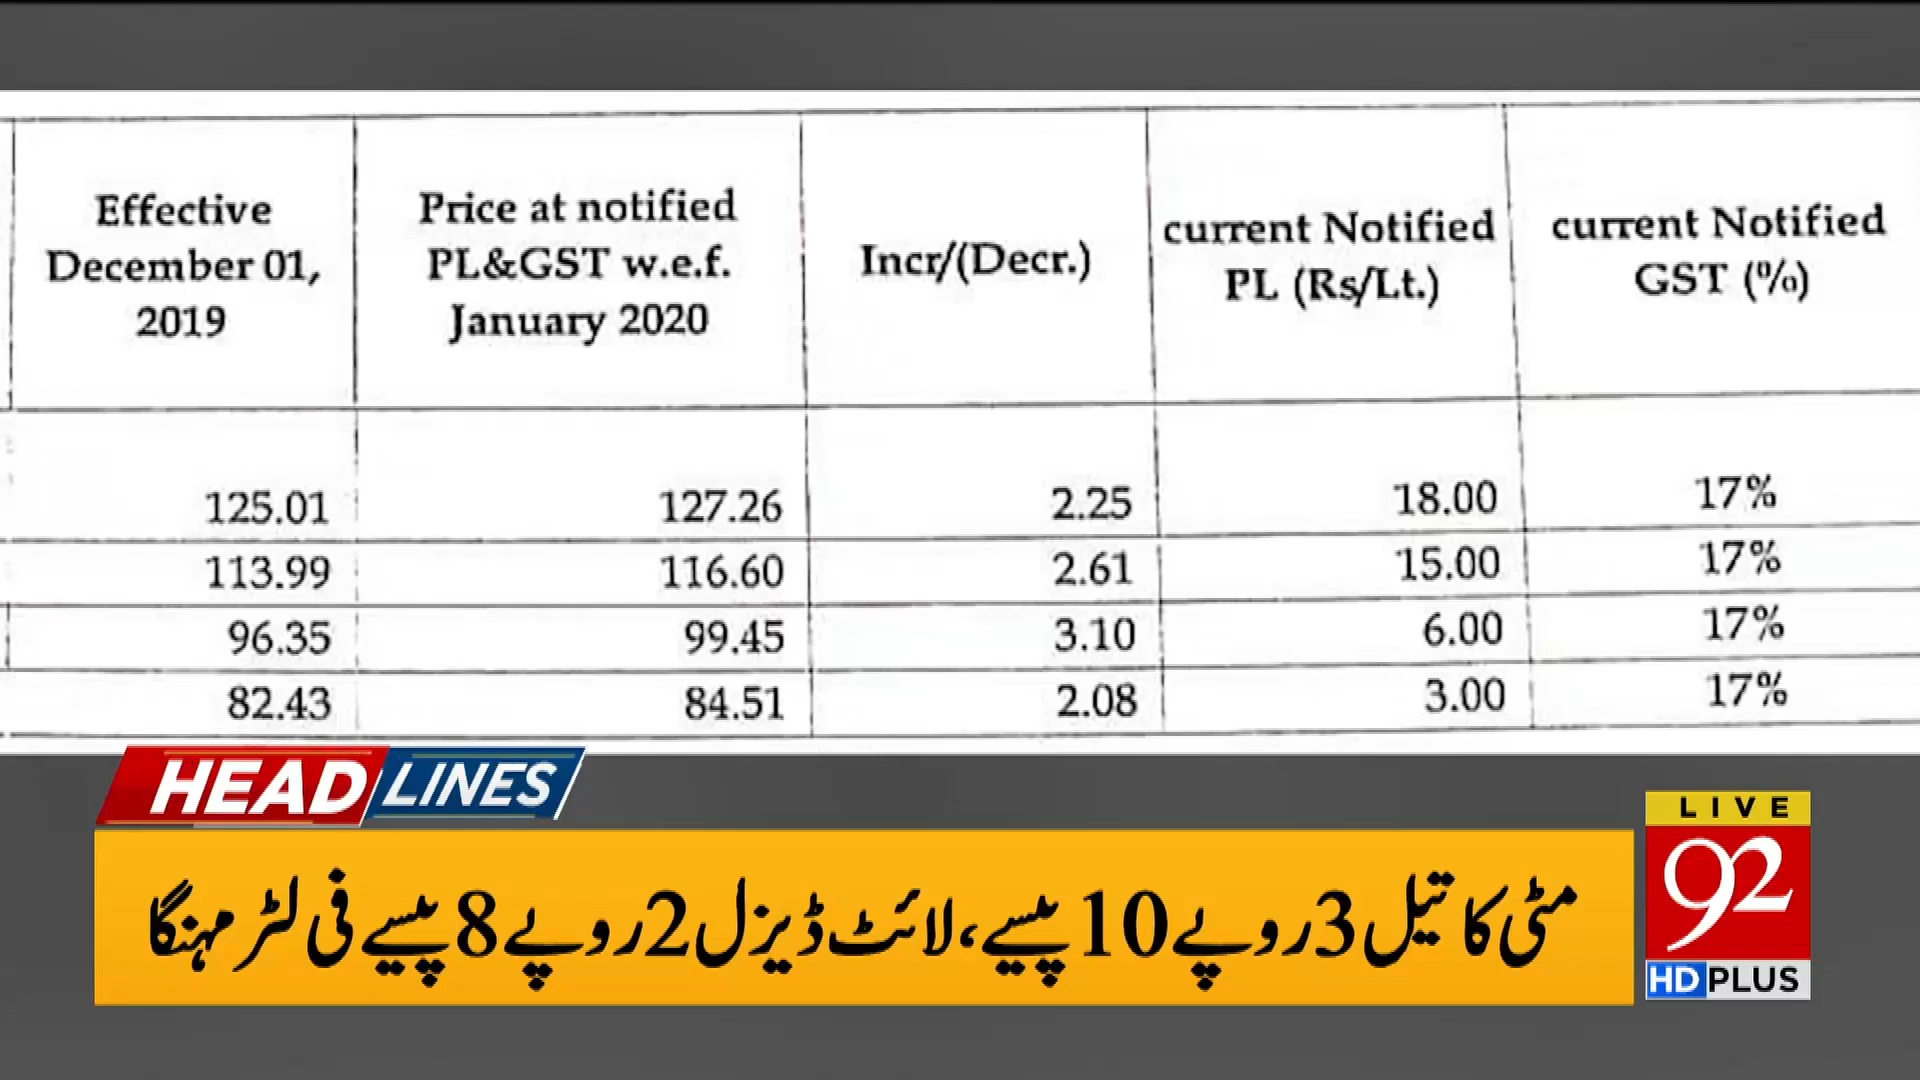 Effective December 01, 2019
Price at notified PL&GST w.e.f. January 2020
Incr/(Decr.)
current Notified PL (Rs/Lt.)
current Notified GST (%)
125.01 127.26 2.25 18.00 17%
113.99 116.60 2.61 15.00 17%
96.35 99.45 3.10 6.00 17%
82.43 84.51 2.08 3.00 17%
HEADLINES
مٹی کا تیل 3 روپے 10 پیسے، لائٹ ڈیزل 2 روپے 8 پیسے فی لٹر مہنگا
LIVE
92
HD PLUS